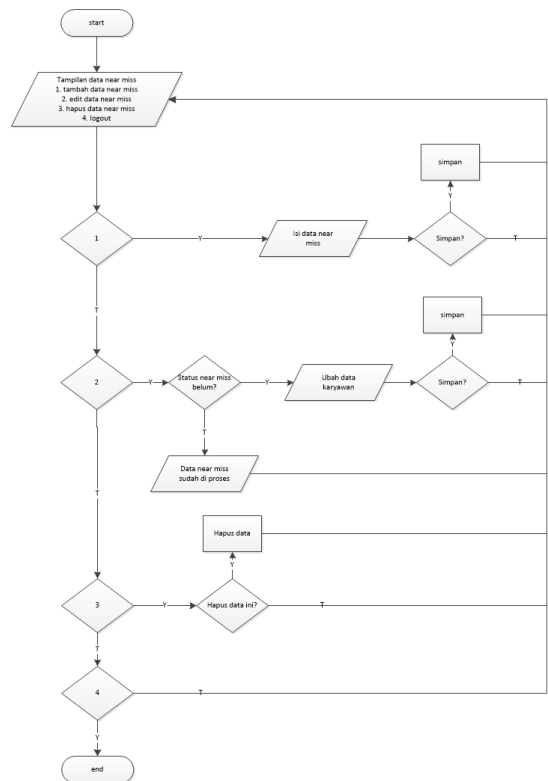 start
Tampilan data near miss
1. tambah data near miss
2. edit data near miss
3. hapus data near miss
4. logout
simpan
Y
1
Y
Isi data near
miss
Simpan?
T
T
simpan
Y
2
Y
Status near miss
belum?
Y
Ubah data
karyawan
Simpan?
T
T
Data near miss
sudah di proses
T
Hapus data
Y
3
Y
Hapus data ini?
T
T
4
T
Y
end